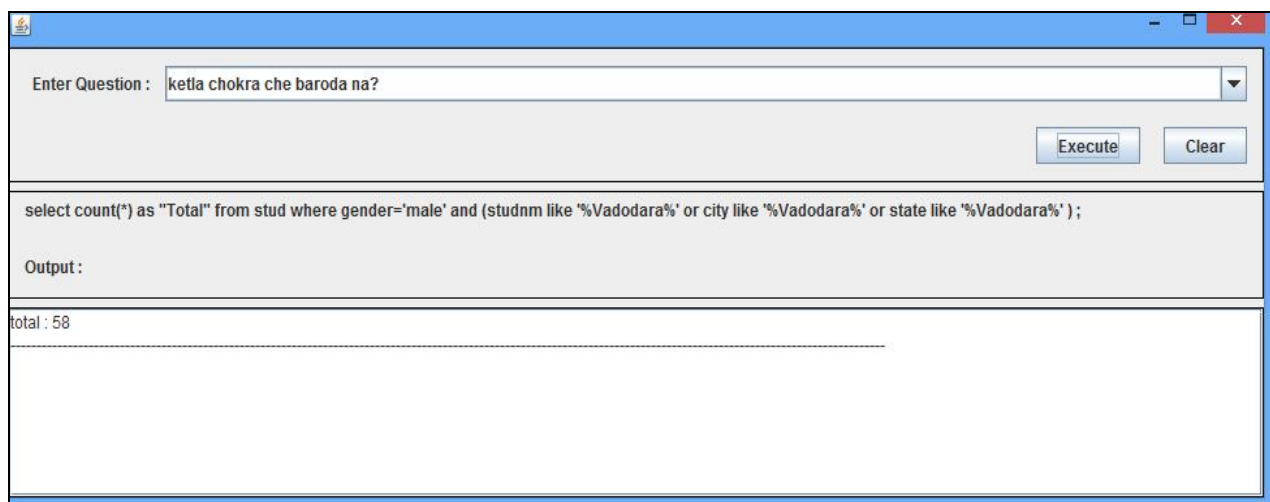 Enter Question : ketla chokra che baroda na?
Execute Clear
select count(*) as "Total" from stud where gender='male' and (studnm like '%Vadodara%' or city like '%Vadodara%' or state like '%Vadodara%' ) ;
Output :
total : 58